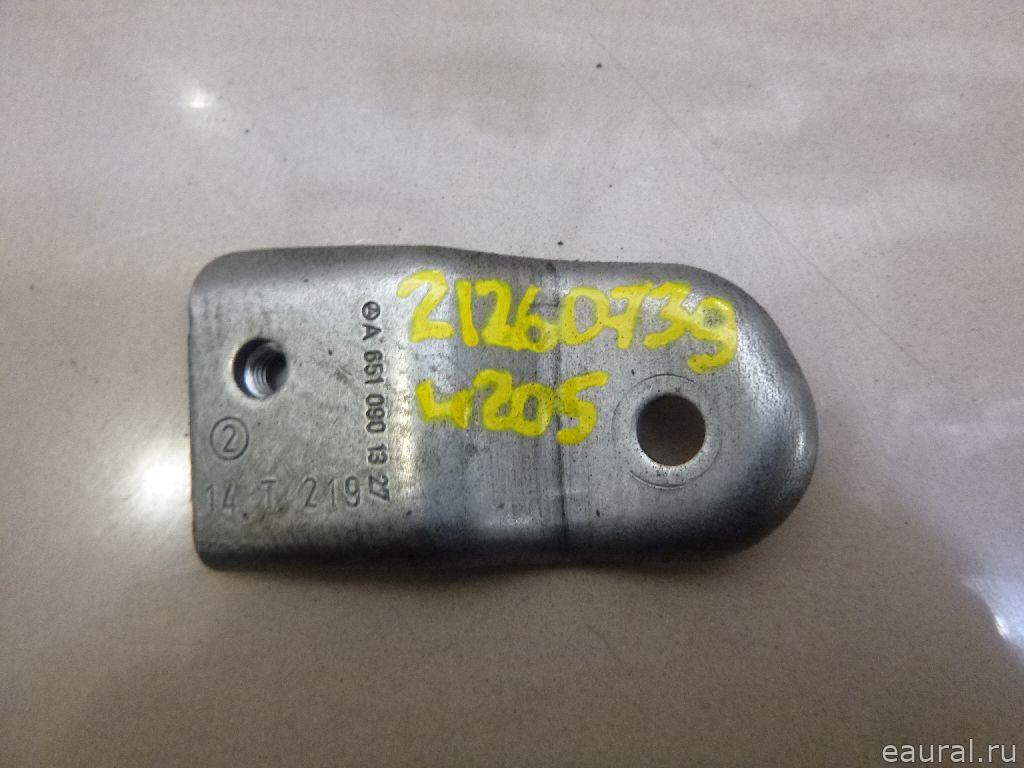 21260739
w205
A 651 090 13 27
2
14 T 219
eaural.ru